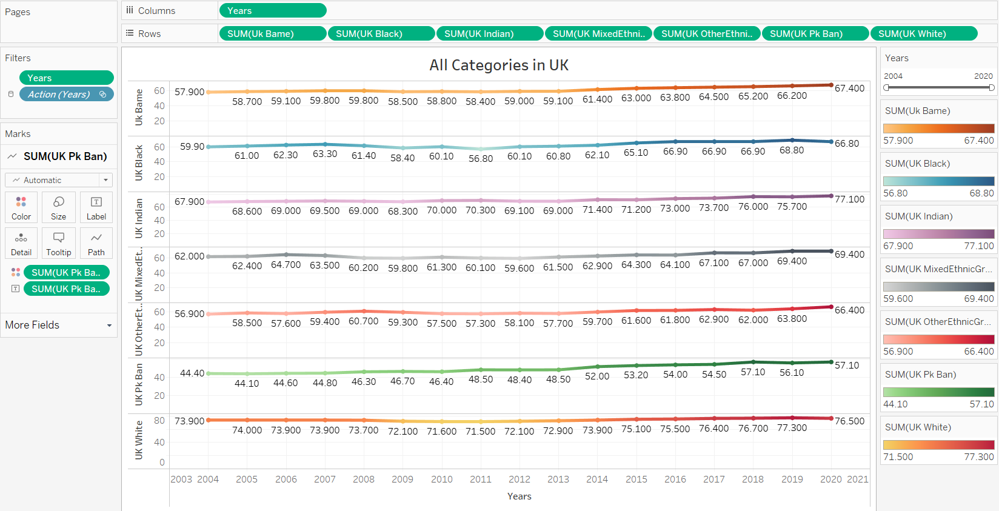 Pages
Columns
Years
Rows
SUM(Uk Bame)
SUM(UK Black)
SUM(UK Indian)
SUM(UK MixedEthni..
SUM(UK OtherEthni..
SUM(UK Pk Ban)
SUM(UK White)
Filters
Years
Action (Years)
Marks
SUM(UK Pk Ban)
Automatic
Color
Size
Label
Detail
Tooltip
Path
SUM(UK Pk Ba..
SUM(UK Pk Ba..
More Fields
All Categories in UK
Uk Bame
60
40
20
57.900
58.700 59.100 59.800 59.800 58.500 58.800 58.400 59.000 59.100 61.400 63.000 63.800 64.500 65.200 66.200
67.400
UK Black
60
40
20
59.90
61.00 62.30 63.30 61.40 58.40 60.10 56.80 60.10 60.80 62.10 65.10 66.90 66.90 66.90 68.80
66.80
UK Indian
60
40
20
67.900
68.600 69.000 69.500 69.000 68.300 70.000 70.300 69.100 69.000 71.400 71.200 73.000 73.700 76.000 75.700
77.100
UK MixedEt..
60
40
20
62.000
62.400 64.700 63.500 60.200 59.800 61.300 60.100 59.600 61.500 62.900 64.300 64.100 67.100 67.000 69.400
69.400
UK OtherEt..
60
40
20
56.900
58.500 57.600 59.400 60.700 59.300 57.500 57.300 58.100 57.700 59.700 61.600 61.800 62.900 62.000 63.800
66.400
UK Pk Ban
40
20
44.40
44.10 44.60 44.80 46.30 46.70 46.40 48.50 48.40 48.50 52.00 53.20 54.00 54.50 57.10 56.10
57.10
UK White
80
40
0
73.900
74.000 73.900 73.900 73.700 72.100 71.600 71.500 72.100 72.900 73.900 75.100 75.500 76.400 76.700 77.300
76.500
2003 2004 2005 2006 2007 2008 2009 2010 2011 2012 2013 2014 2015 2016 2017 2018 2019 2020 2021
Years
Years
2004 2020
SUM(Uk Bame)
57.900 67.400
SUM(UK Black)
56.80 68.80
SUM(UK Indian)
67.900 77.100
SUM(UK MixedEthnicGr...
59.600 69.400
SUM(UK OtherEthnicGr...
56.900 66.400
SUM(UK Pk Ban)
44.10 57.10
SUM(UK White)
71.500 77.300